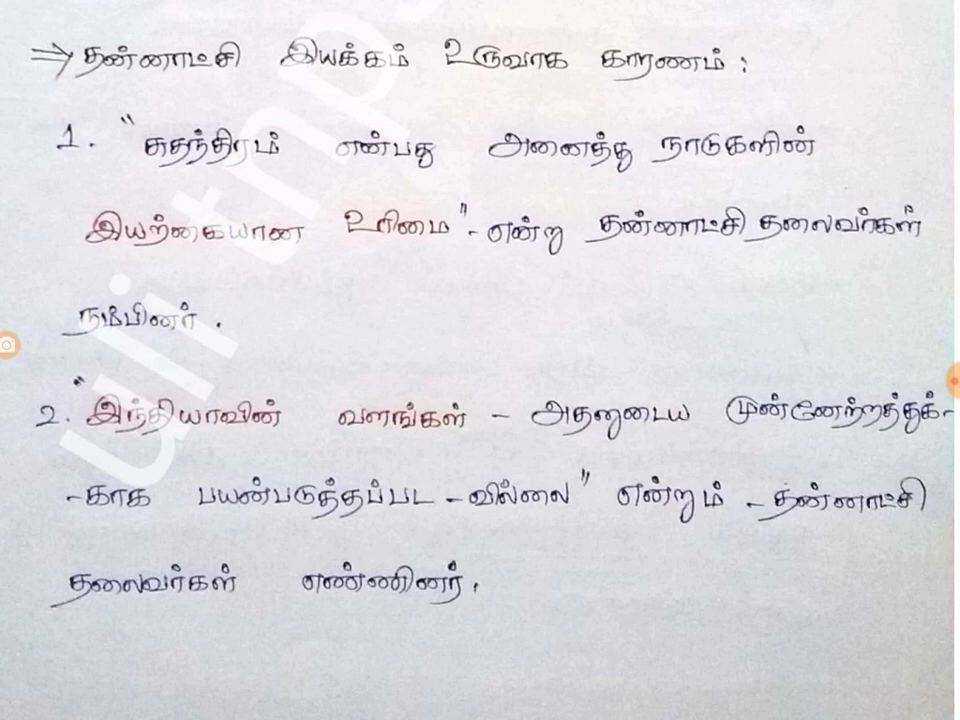 ⇒ தன்னாட்சி இயக்கம் உருவாக காரணம் :
1. "சுதந்திரம் என்பது அனைத்து நாடுகளின்
இயற்கையான உரிமை" - என்று தன்னாட்சி தலைவர்கள்
நம்பினர் .
2. "இந்தியாவின் வளங்கள் - அதனுடைய முன்னேற்றத்துக் -
- காக பயன்படுத்தப்பட - வில்லை" என்றும் - தன்னாட்சி
தலைவர்கள் எண்ணினர் .